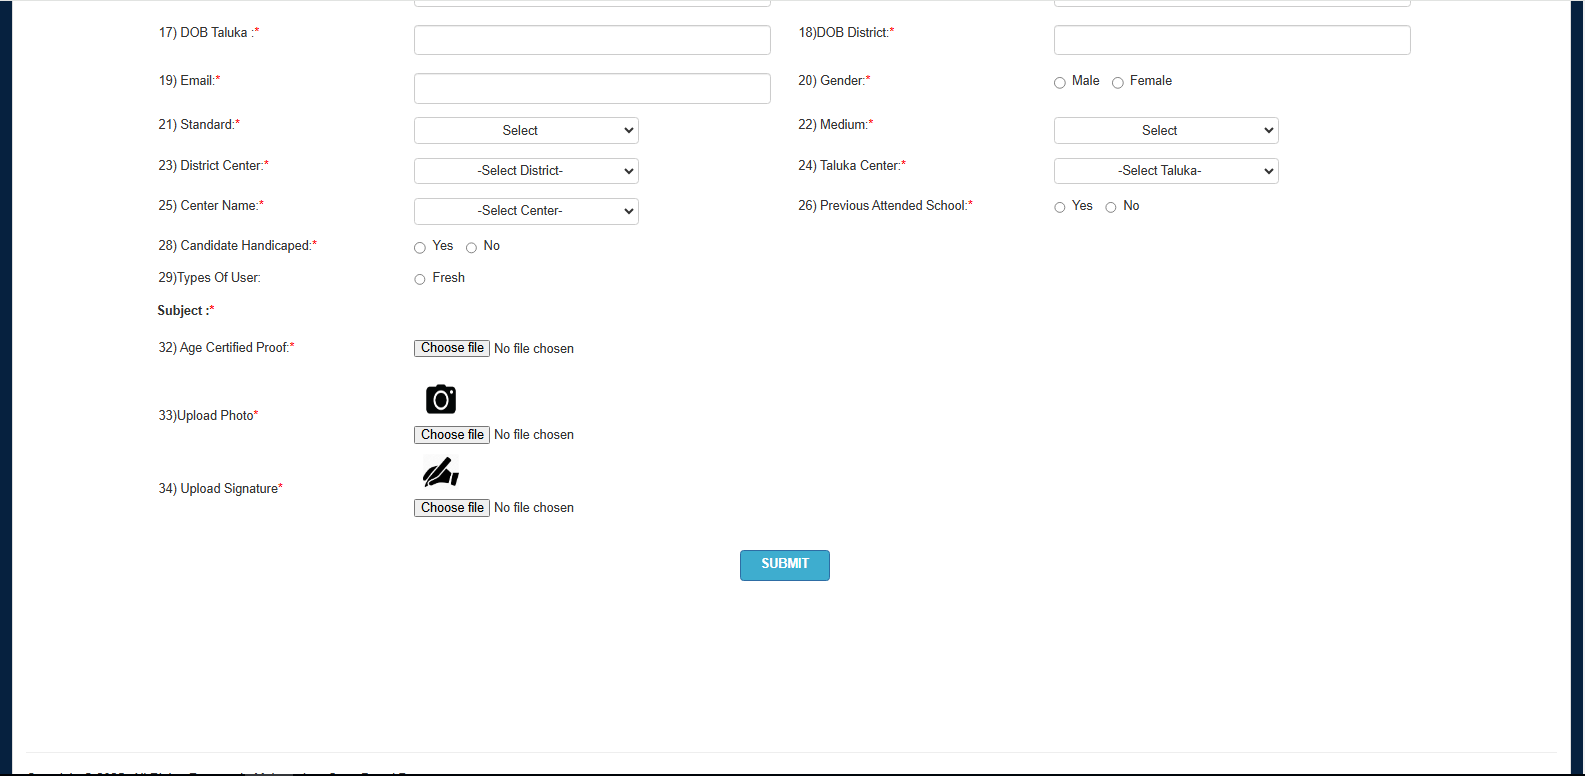 17) DOB Taluka :* 18)DOB District:*
19) Email:* 20) Gender:* Male Female
21) Standard:* Select 22) Medium:* Select
23) District Center:* -Select District- 24) Taluka Center:* -Select Taluka-
25) Center Name:* -Select Center- 26) Previous Attended School:* Yes No
28) Candidate Handicaped:* Yes No
29)Types Of User: Fresh
Subject :*
32) Age Certified Proof:* Choose file No file chosen
33)Upload Photo*
Choose file No file chosen
34) Upload Signature*
Choose file No file chosen
SUBMIT